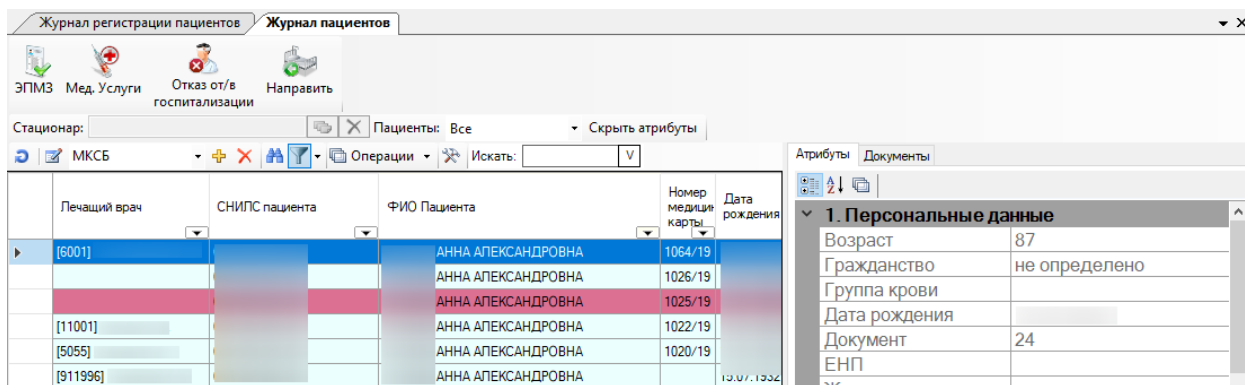 Журнал регистрации пациентов Журнал пациентов
ЭПМЗ Мед. Услуги Отказ от/в госпитализации Направить
Стационар: Пациенты: Все Скрыть атрибуты
МКСБ Операции Искать: V
Атрибуты Документы
Лечащий врач СНИЛС пациента ФИО Пациента Номер медицин карты Дата рождения
1. Персональные данные
[6001] АННА АЛЕКСАНДРОВНА 1064/19
Возраст 87
АННА АЛЕКСАНДРОВНА 1026/19
Гражданство не определено
АННА АЛЕКСАНДРОВНА 1025/19
Группа крови
[11001] АННА АЛЕКСАНДРОВНА 1022/19
Дата рождения
[5055] АННА АЛЕКСАНДРОВНА 1020/19
Документ 24
[911996] АННА АЛЕКСАНДРОВНА 15.07.1932
ЕНП